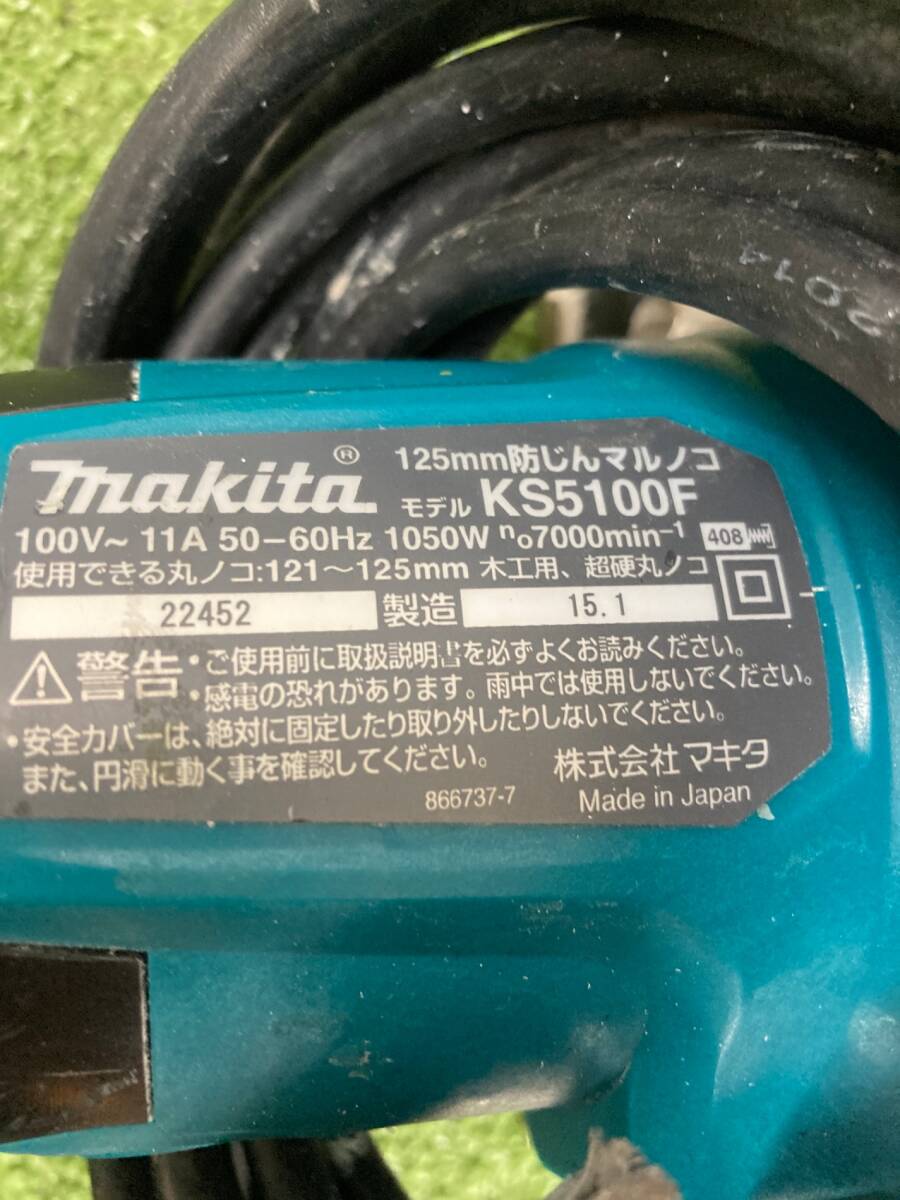 2014
makita®
125mm防じんマルノコ
モデル KS5100F
100V~ 11A 50-60Hz 1050W n₀7000min⁻¹ 408
使用できる丸ノコ:121～125mm 木工用、超硬丸ノコ
22452 製造 15.1
警告
・ご使用前に取扱説明書を必ずよくお読みください。
・感電の恐れがあります。雨中では使用しないでください。
・安全カバーは、絶対に固定したり取り外したりしないでください。
また、円滑に動く事を確認してください。
株式会社 マキタ
866737-7
Made in Japan